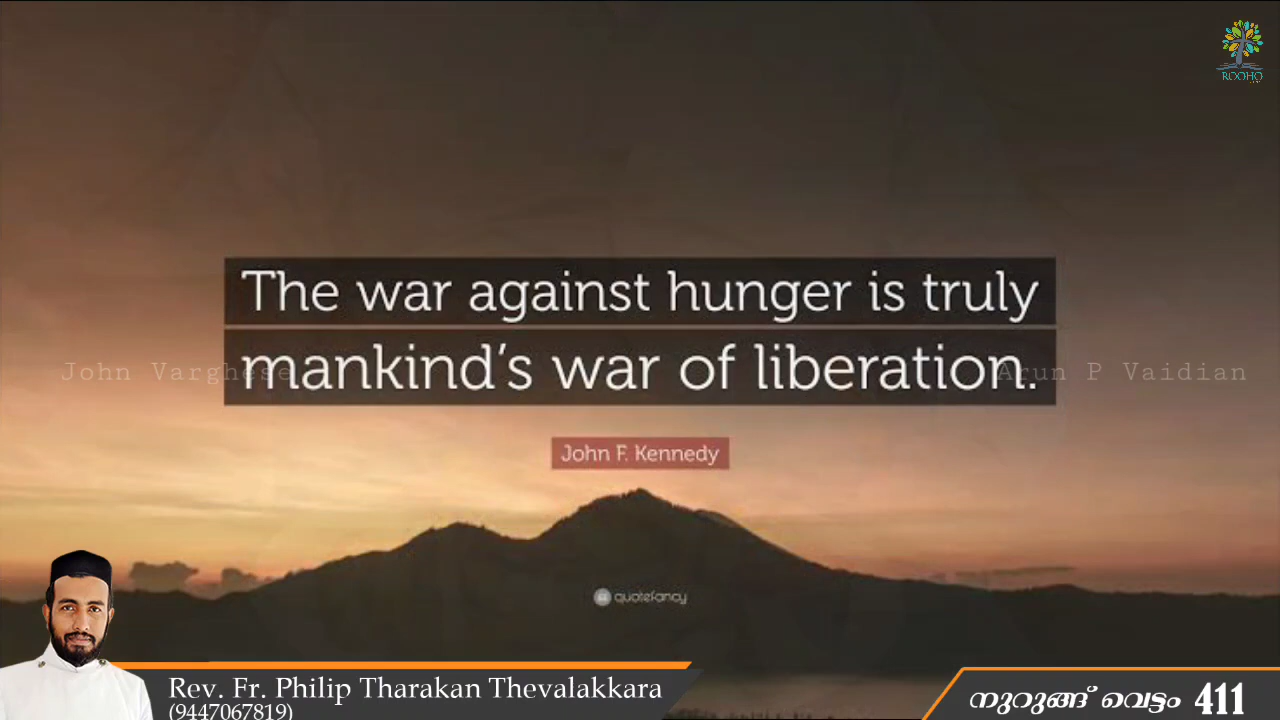 ROOHO
The war against hunger is truly
mankind's war of liberation.
John Varghese
Arun P Vaidian
John F. Kennedy
quotefancy
Rev. Fr. Philip Tharakan Thevalakkara
(9447067819)
നുറുങ്ങ് വെട്ടം 411